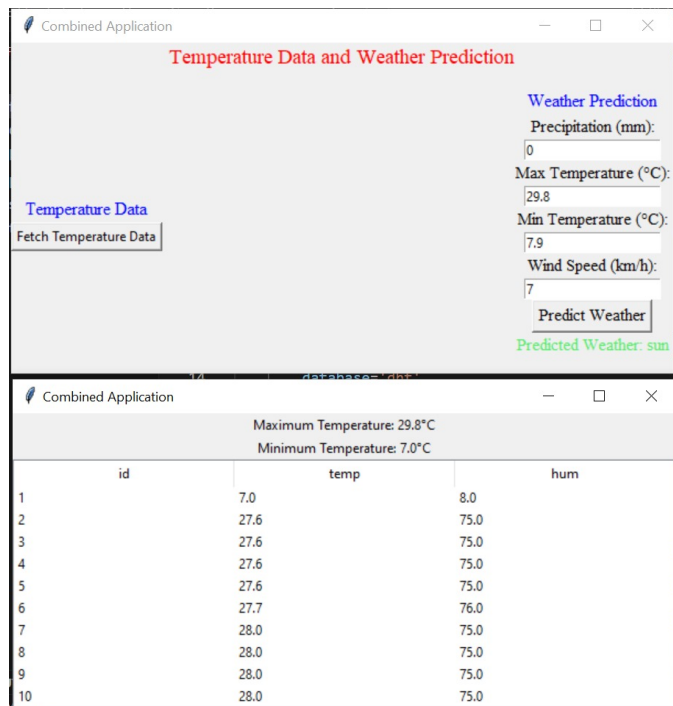 Combined Application
Temperature Data and Weather Prediction
Weather Prediction
Precipitation (mm):
0
Max Temperature (°C):
29.8
Temperature Data
Min Temperature (°C):
Fetch Temperature Data
7.9
Wind Speed (km/h):
7
Predict Weather
Predicted Weather: sun
14 database='dht'
Combined Application
Maximum Temperature: 29.8°C
Minimum Temperature: 7.0°C
id temp hum
1 7.0 8.0
2 27.6 75.0
3 27.6 75.0
4 27.6 75.0
5 27.6 75.0
6 27.7 76.0
7 28.0 75.0
8 28.0 75.0
9 28.0 75.0
10 28.0 75.0